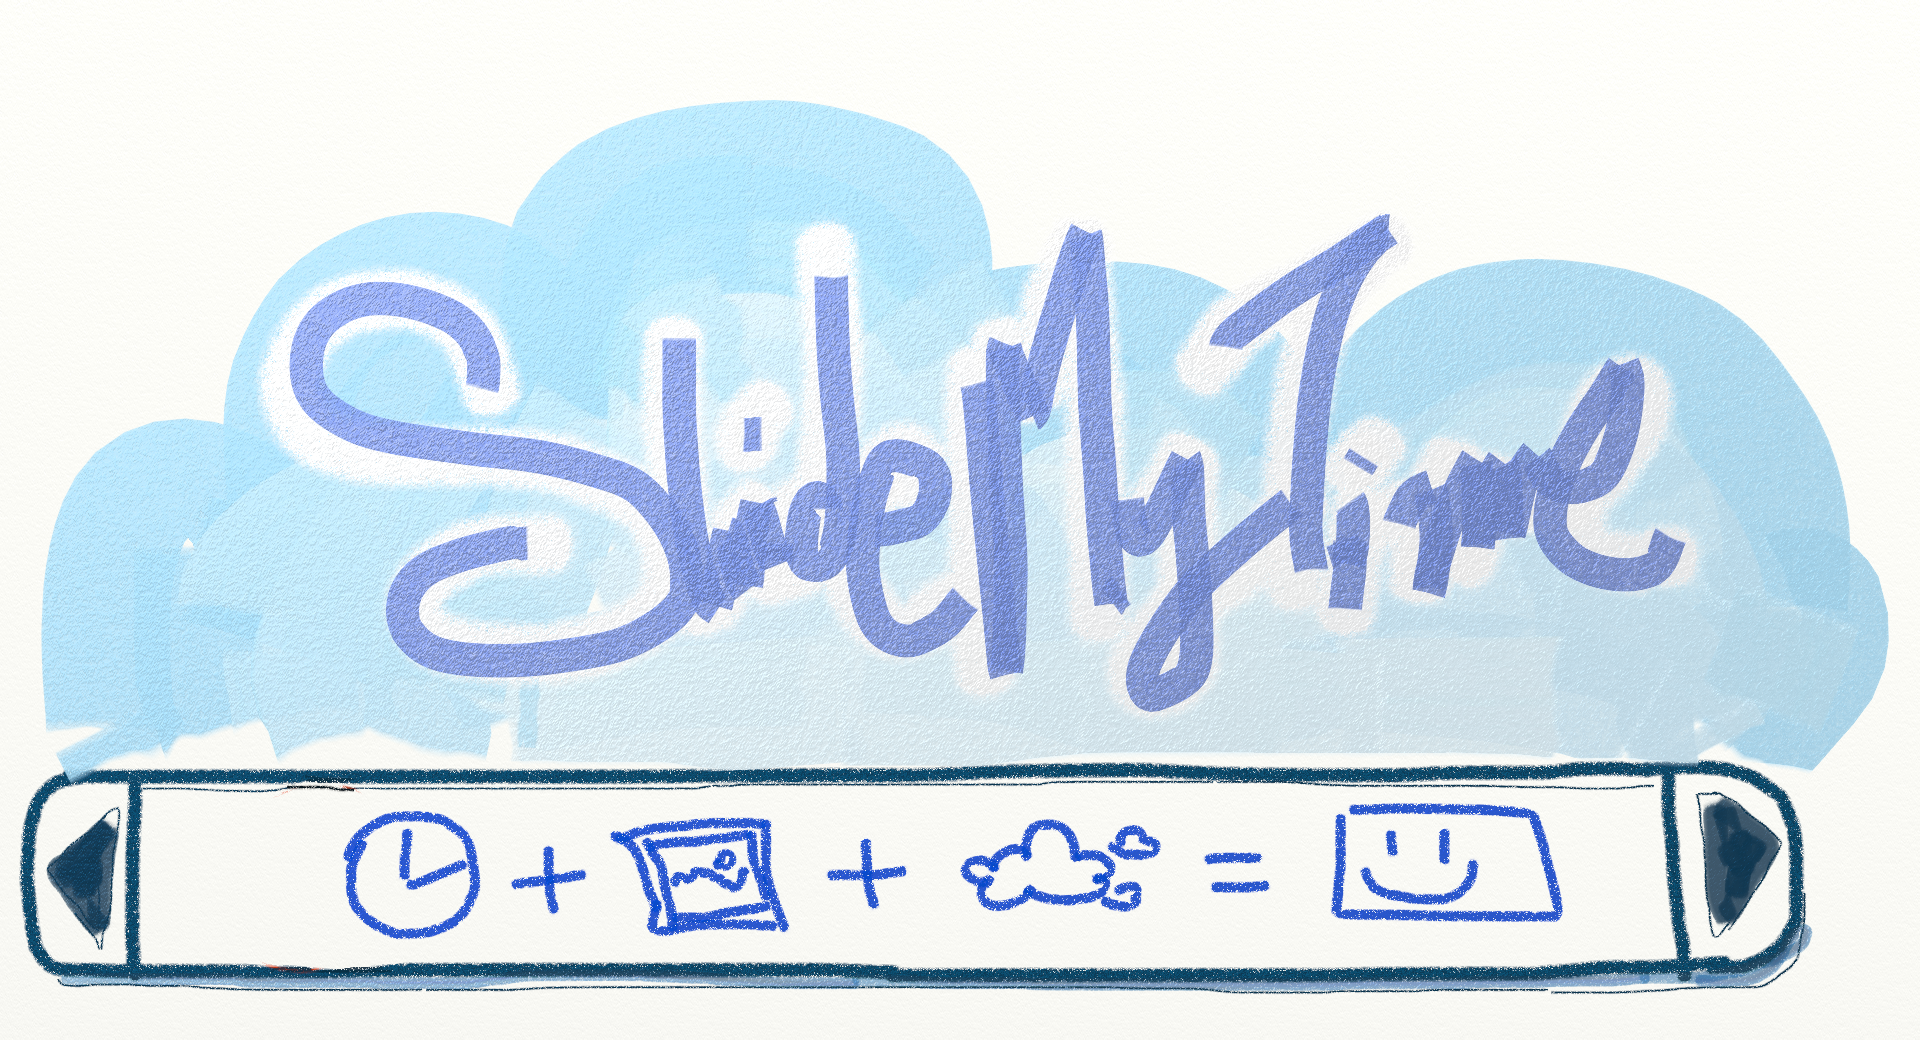 SlideMyTime
+ + =